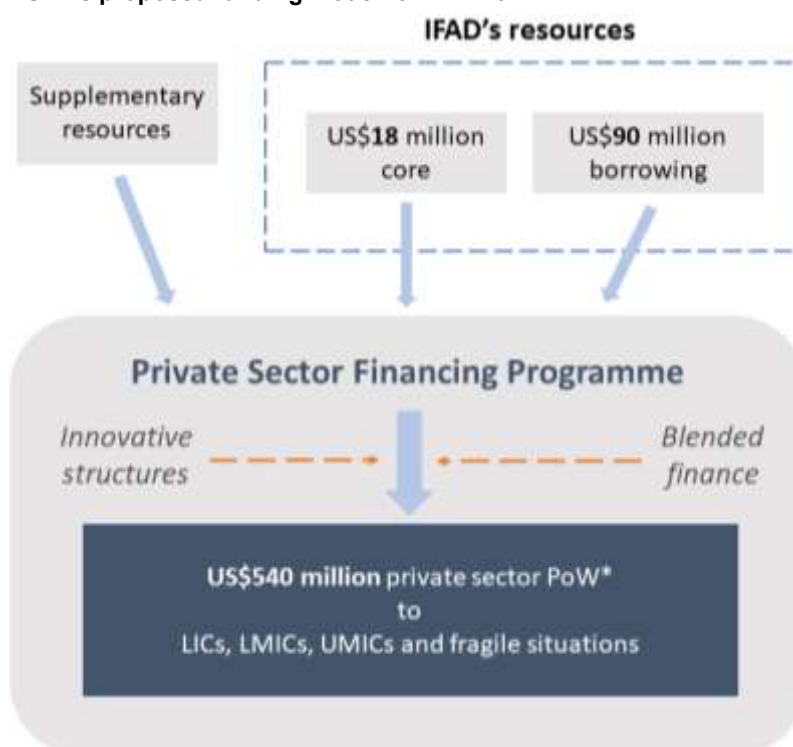 IFAD's resources
Supplementary
resources
US$18 million
core
US$90 million
borrowing
Private Sector Financing Programme
Innovative
structures
Blended
finance
US$540 million private sector PoW*
to
LICs, LMICs, UMICs and fragile situations